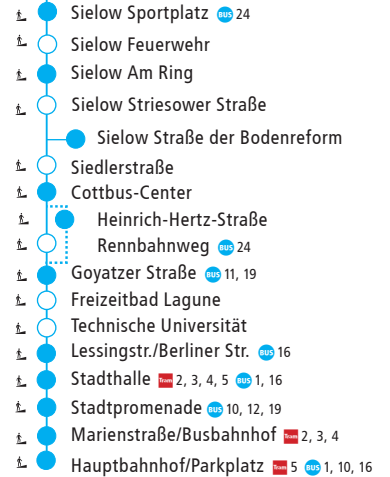 Sielow Sportplatz BUS 24
Sielow Feuerwehr
Sielow Am Ring
Sielow Striesower Straße
Sielow Straße der Bodenreform
Siedlerstraße
Cottbus-Center
Heinrich-Hertz-Straße
Rennbahnweg BUS 24
Goyatzer Straße BUS 11, 19
Freizeitbad Lagune
Technische Universität
Lessingstr./Berliner Str. BUS 16
Stadthalle Tram 2, 3, 4, 5 BUS 1, 16
Stadtpromenade BUS 10, 12, 19
Marienstraße/Busbahnhof Tram 2, 3, 4
Hauptbahnhof/Parkplatz Tram 5 BUS 1, 10, 16